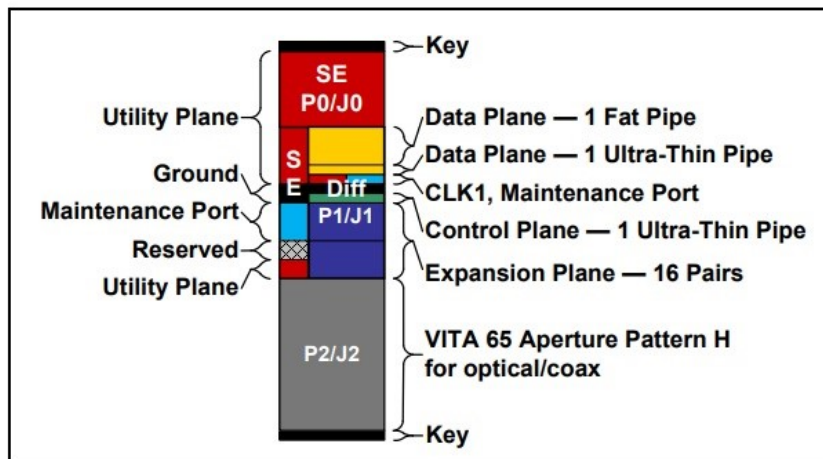 Key
SE
P0/J0
Utility Plane
Data Plane — 1 Fat Pipe
Data Plane — 1 Ultra-Thin Pipe
S
E
Ground
Diff
CLK1, Maintenance Port
Maintenance Port
P1/J1
Control Plane — 1 Ultra-Thin Pipe
Reserved
Expansion Plane — 16 Pairs
Utility Plane
P2/J2
VITA 65 Aperture Pattern H
for optical/coax
Key